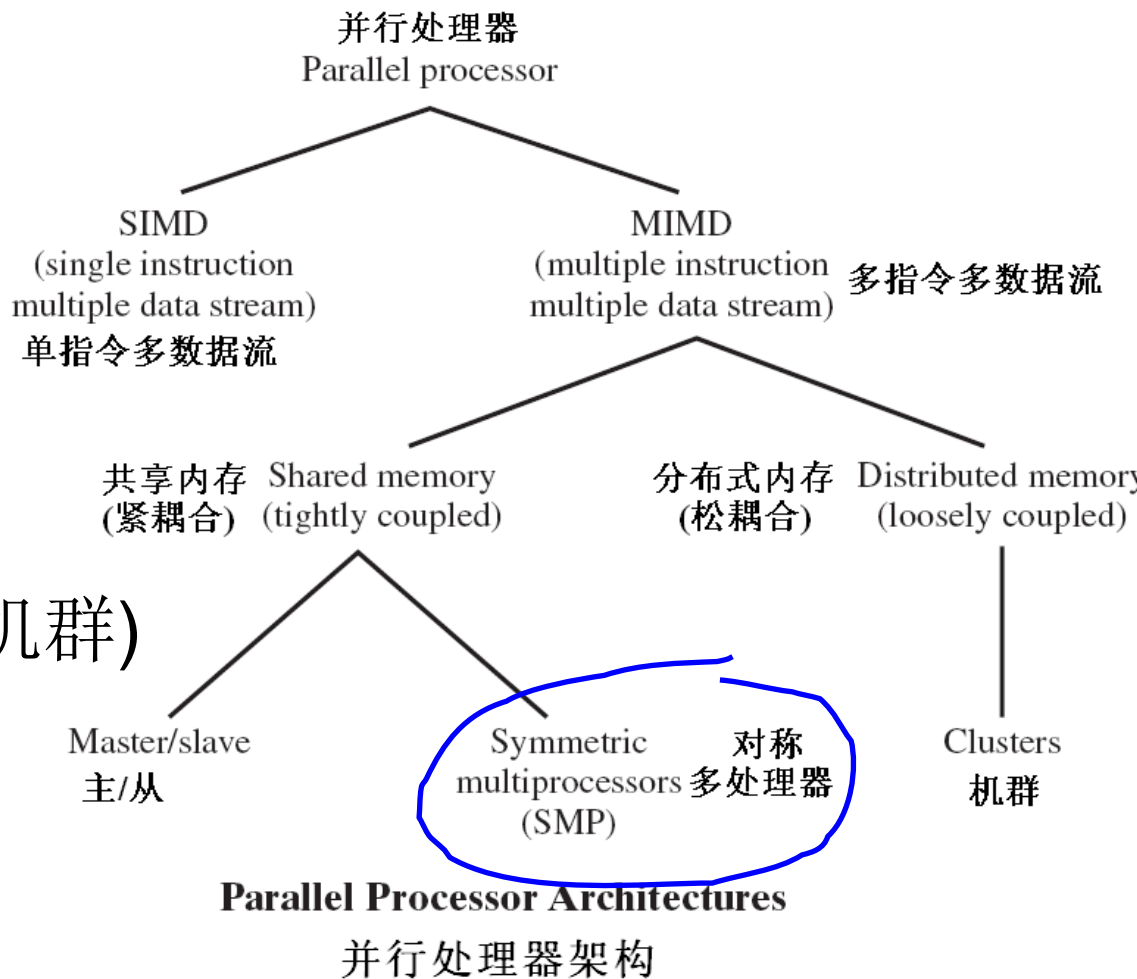 并行处理器
Parallel processor
SIMD
(single instruction
multiple data stream)
单指令多数据流
MIMD
(multiple instruction
multiple data stream)
多指令多数据流
共享内存
(紧耦合)
Shared memory
(tightly coupled)
分布式内存
(松耦合)
Distributed memory
(loosely coupled)
机群)
Master/slave
主/从
Symmetric
multiprocessors
(SMP)
对称
多处理器
Clusters
机群
Parallel Processor Architectures
并行处理器架构